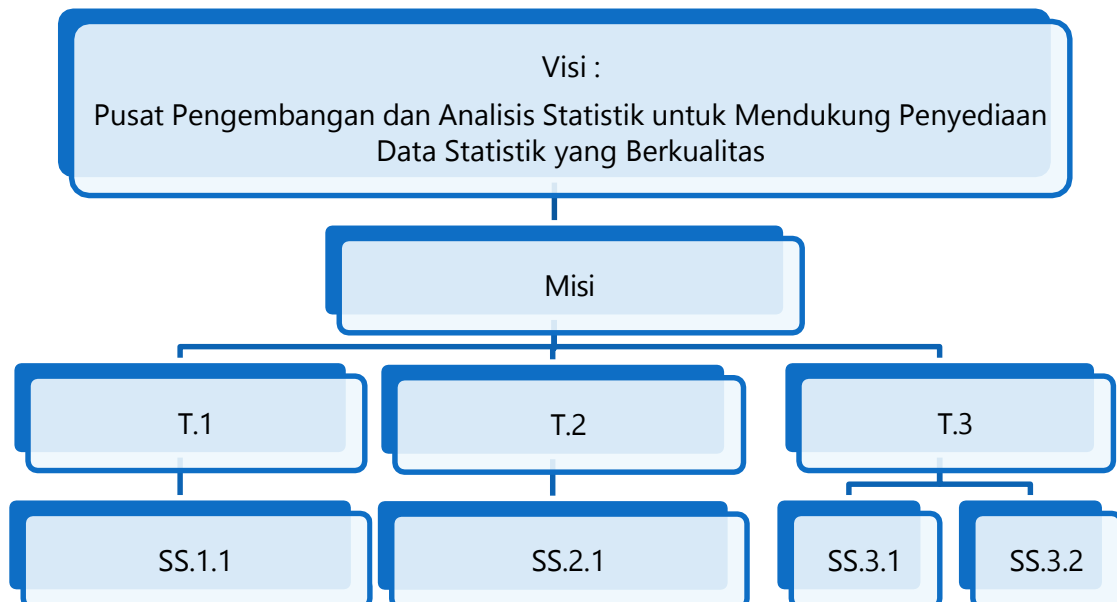 Visi :
Pusat Pengembangan dan Analisis Statistik untuk Mendukung Penyediaan
Data Statistik yang Berkualitas
Misi
T.1
T.2
T.3
SS.1.1
SS.2.1
SS.3.1
SS.3.2